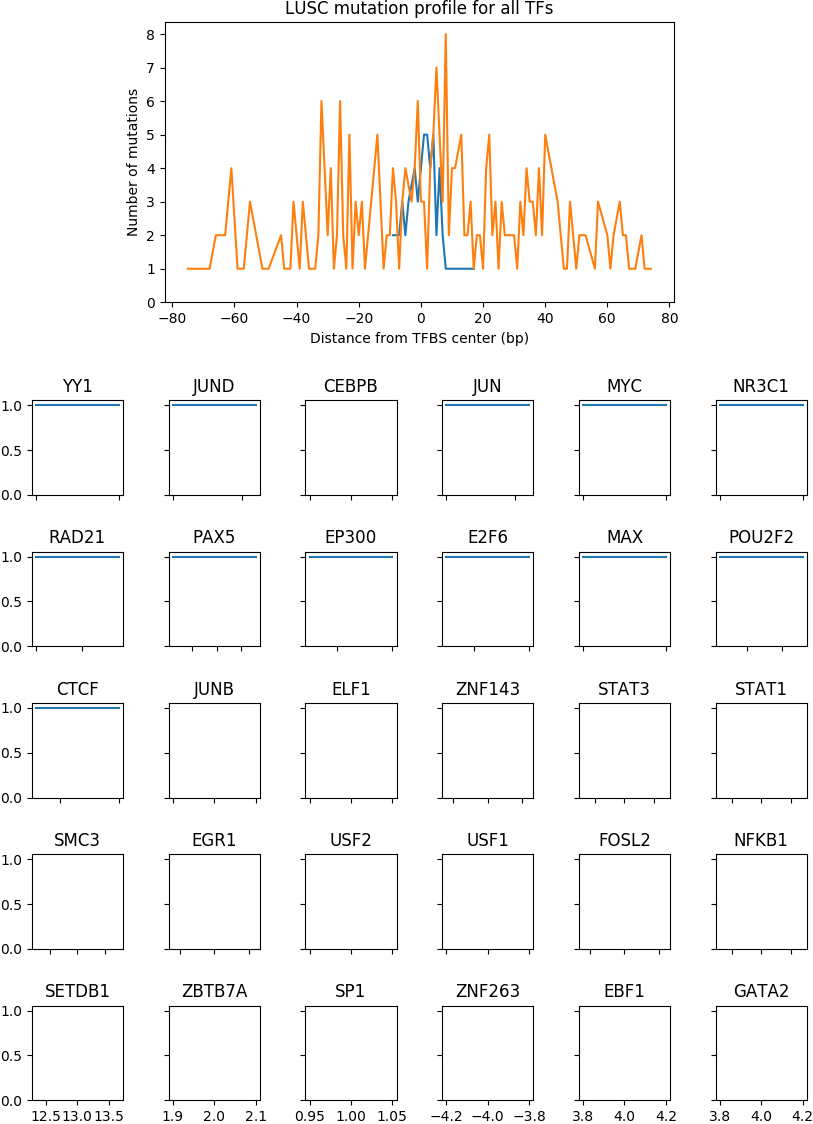 LUSC mutation profile for all TFs
8
7
6
5
4
3
2
1
0
Number of mutations
−80 −60 −40 −20 0 20 40 60 80
Distance from TFBS center (bp)
YY1 JUND CEBPB JUN MYC NR3C1
1.0
0.5
0.0
RAD21 PAX5 EP300 E2F6 MAX POU2F2
1.0
0.5
0.0
CTCF JUNB ELF1 ZNF143 STAT3 STAT1
1.0
0.5
0.0
SMC3 EGR1 USF2 USF1 FOSL2 NFKB1
1.0
0.5
0.0
SETDB1 ZBTB7A SP1 ZNF263 EBF1 GATA2
1.0
0.5
0.0
12.5 13.0 13.5 1.9 2.0 2.1 0.95 1.00 1.05 −4.2 −4.0 −3.8 3.8 4.0 4.2 3.8 4.0 4.2